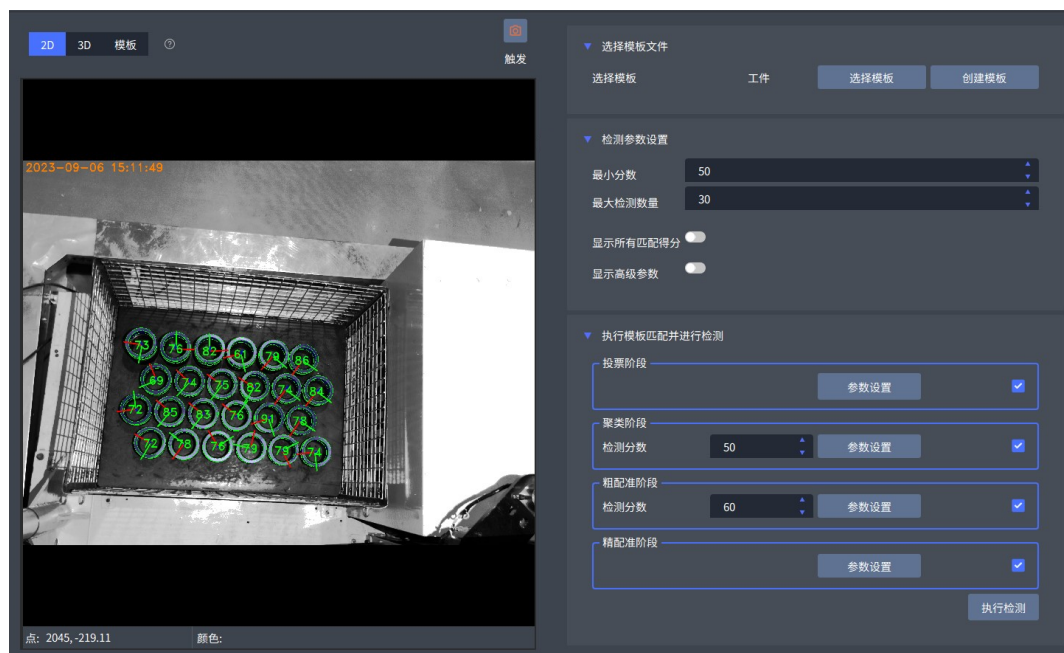 2D 3D 模板
触发
2023-09-06 15:11:49
73 76 82 61 79 86
69 74 75 82 74 84
72 85 83 76 91 78
72 78 76 73 79 74
点: 2045,-219.11 颜色:
选择模板文件
选择模板 工件 选择模板 创建模板
检测参数设置
最小分数 50
最大检测数量 30
显示所有匹配得分
显示高级参数
执行模板匹配并进行检测
投票阶段
参数设置
聚类阶段
检测分数 50 参数设置
粗配准阶段
检测分数 60 参数设置
精配准阶段
参数设置
执行检测